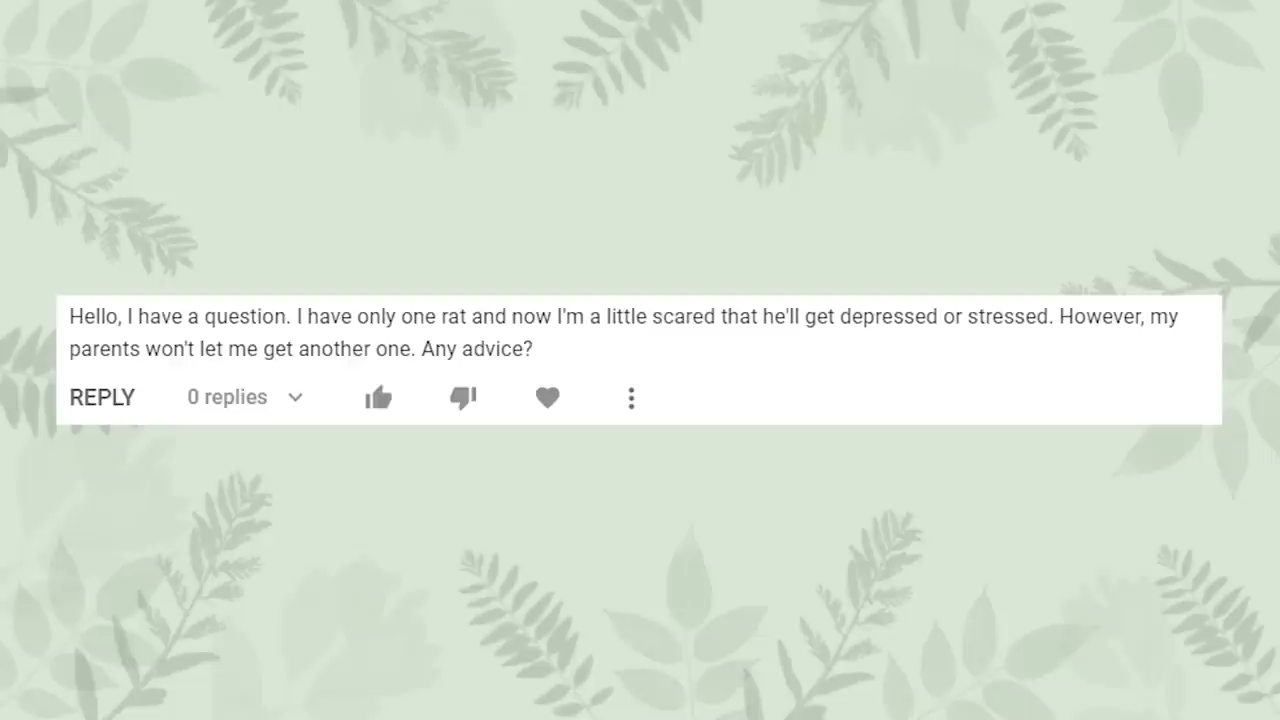 Hello, I have a question. I have only one rat and now I'm a little scared that he'll get depressed or stressed. However, my
parents won't let me get another one. Any advice?
REPLY 0 replies